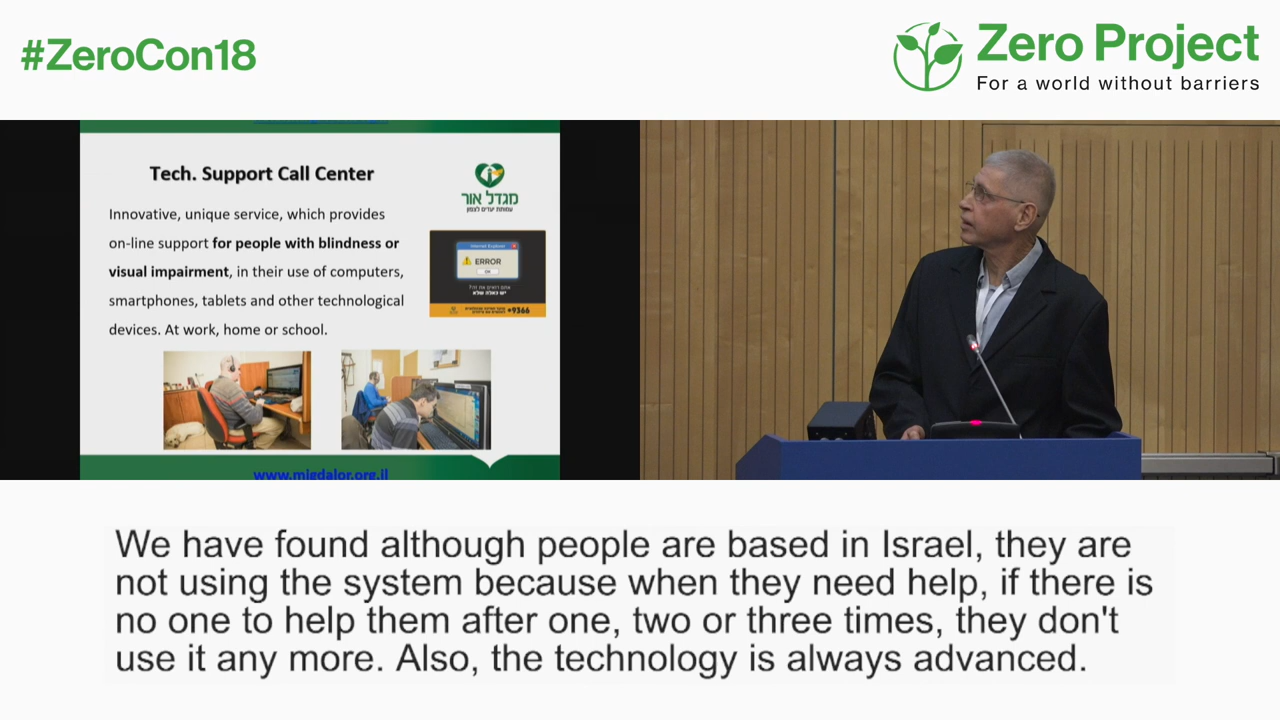 #ZeroCon18
Zero Project
For a world without barriers
Tech. Support Call Center
Innovative, unique service, which provides
on-line support for people with blindness or
visual impairment, in their use of computers,
smartphones, tablets and other technological
devices. At work, home or school.
מגדל אור
Internet Explorer
ERROR
OK
*9366
www.migdalor.org.il
We have found although people are based in Israel, they are
not using the system because when they need help, if there is
no one to help them after one, two or three times, they don't
use it any more. Also, the technology is always advanced.